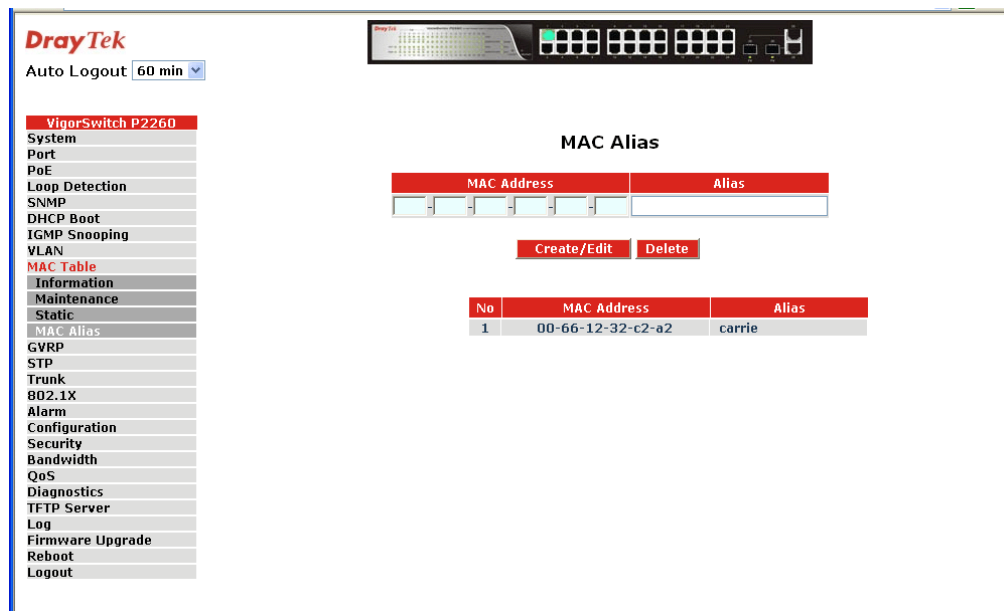 DrayTek
Auto Logout 60 min
VigorSwitch P2260
System
Port
PoE
Loop Detection
SNMP
DHCP Boot
IGMP Snooping
VLAN
MAC Table
Information
Maintenance
Static
MAC Alias
GVRP
STP
Trunk
802.1X
Alarm
Configuration
Security
Bandwidth
QoS
Diagnostics
TFTP Server
Log
Firmware Upgrade
Reboot
Logout
MAC Alias
MAC Address Alias
- - - - -
Create/Edit Delete
No MAC Address Alias
1 00-66-12-32-c2-a2 carrie